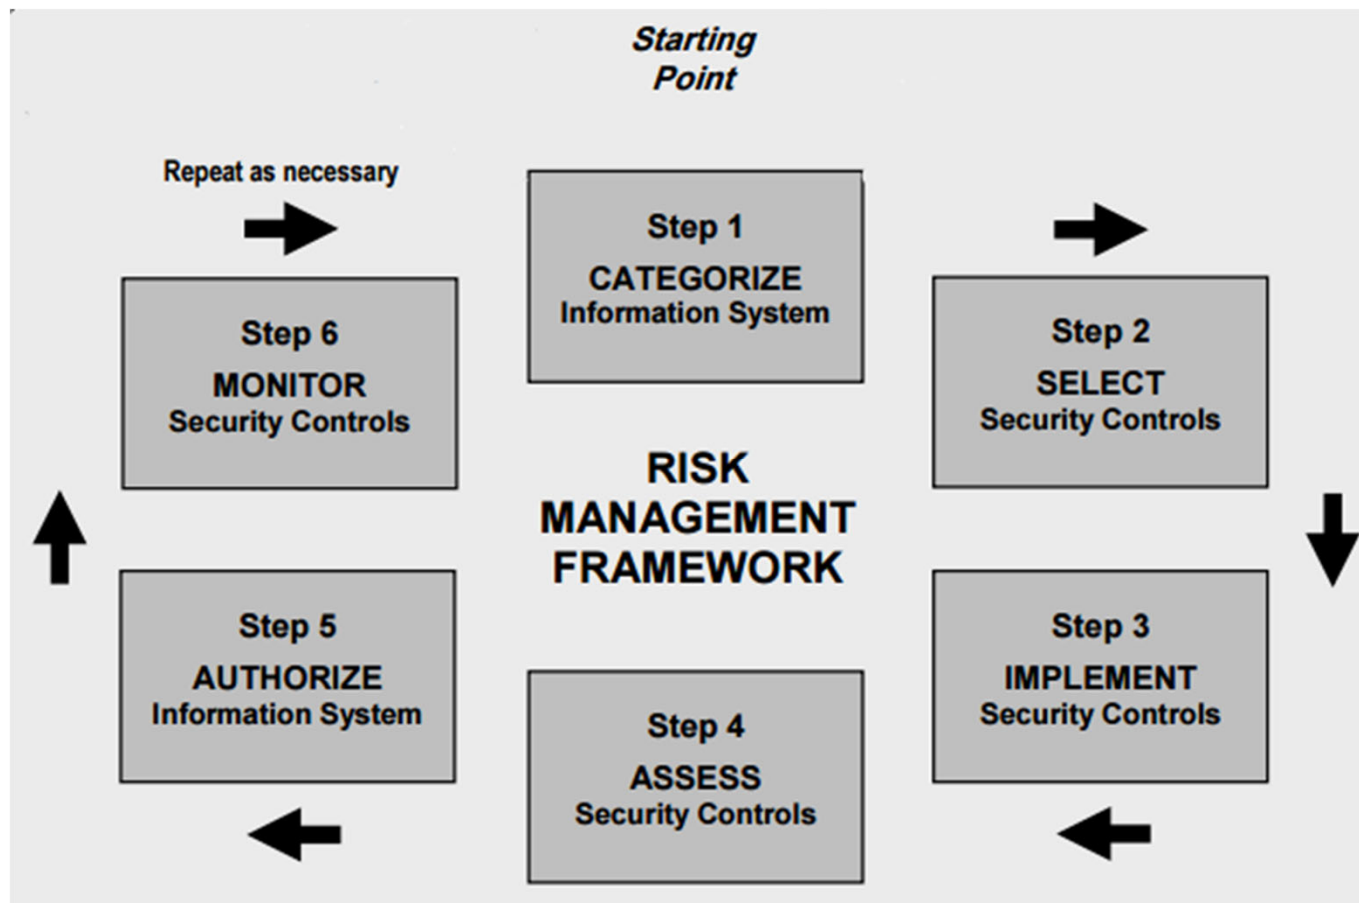 Starting
Point
Repeat as necessary
Step 1
CATEGORIZE
Information System
Step 2
SELECT
Security Controls
Step 3
IMPLEMENT
Security Controls
Step 4
ASSESS
Security Controls
Step 5
AUTHORIZE
Information System
Step 6
MONITOR
Security Controls
RISK
MANAGEMENT
FRAMEWORK